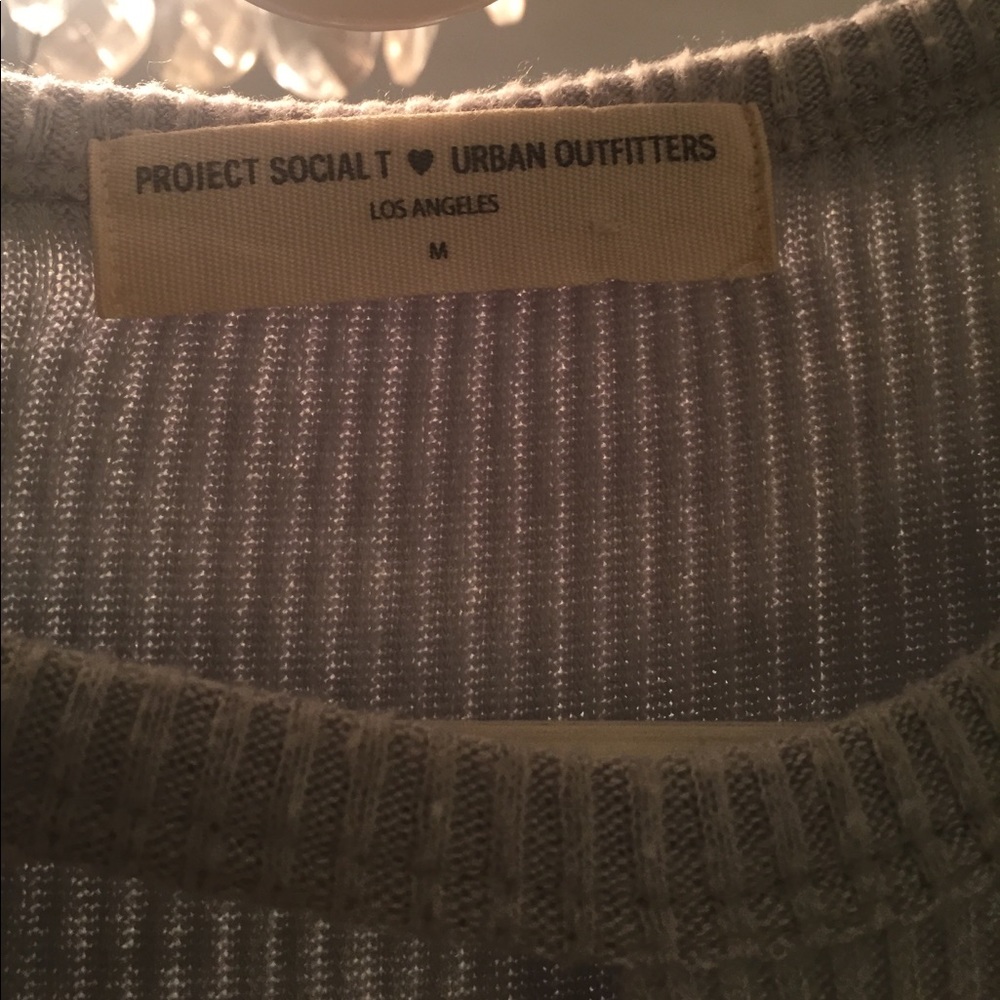 PROJECT SOCIAL T ♥ URBAN OUTFITTERS
LOS ANGELES
M